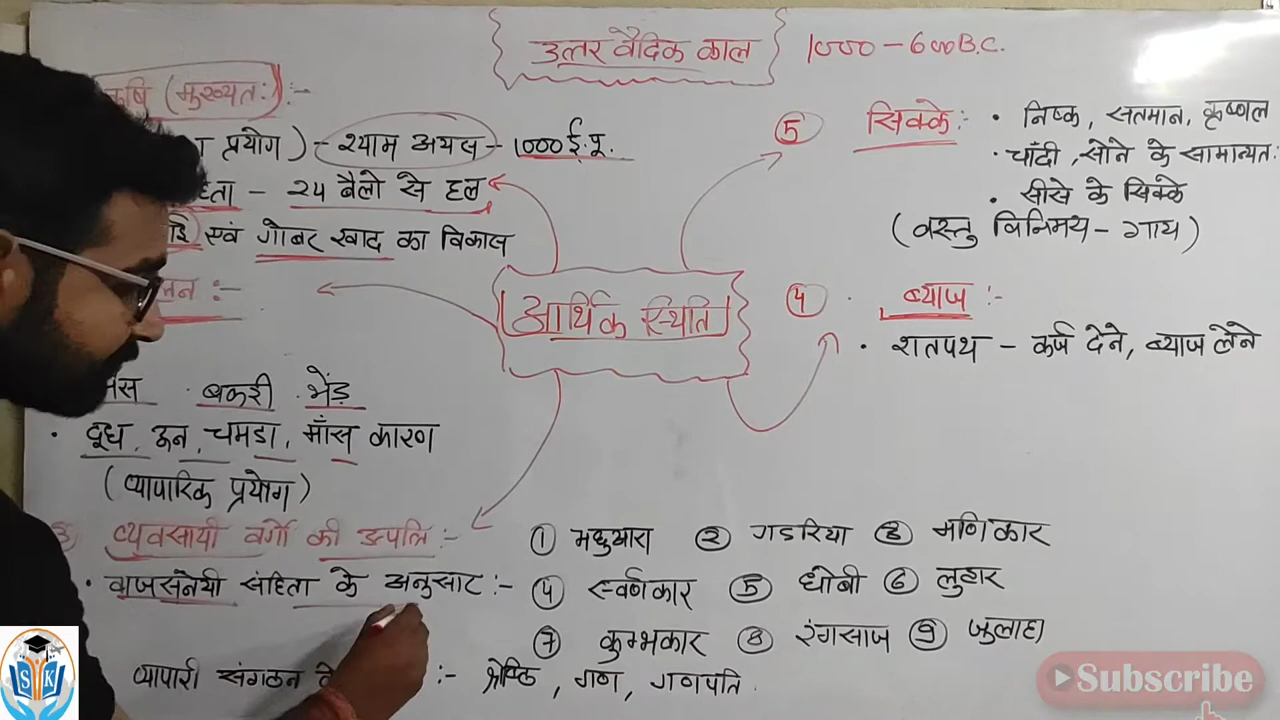 उत्तर वैदिक काल 1000 - 600 B.C.
कृषि (मुख्यतः) :-
प्रयोग) - श्याम अयस - 1000 ई.पू.
- 24 बैलो से हल
एवं गोबर खाद का विकास
:-
बकरी . भेंड़
• दूध, ऊन, चमडा, माँस कारण
(व्यापारिक प्रयोग)
व्यवसायी वर्गो की उत्पति :-
• वाजसनेयी संहिता के अनुसार :-
① मछुआरा ② गडरिया ③ मणिकार
④ स्वर्णकार ⑤ धोबी ⑥ लुहार
⑦ कुम्भकार ⑧ रंगसाज ⑨ जुलाहा
व्यापारी संगठन :- श्रेष्ठि, गण, गणपति.
आर्थिक स्थिति
⑤ सिक्के :- • निष्क, सतमान, कृष्णल
• चाँदी, सोने के सामान्यत:
• सीसे के सिक्के
(वस्तु विनिमय - गाय)
④ • ब्याज :-
• शतपथ - कर्ज देने, ब्याज लेने
SK
Subscribe